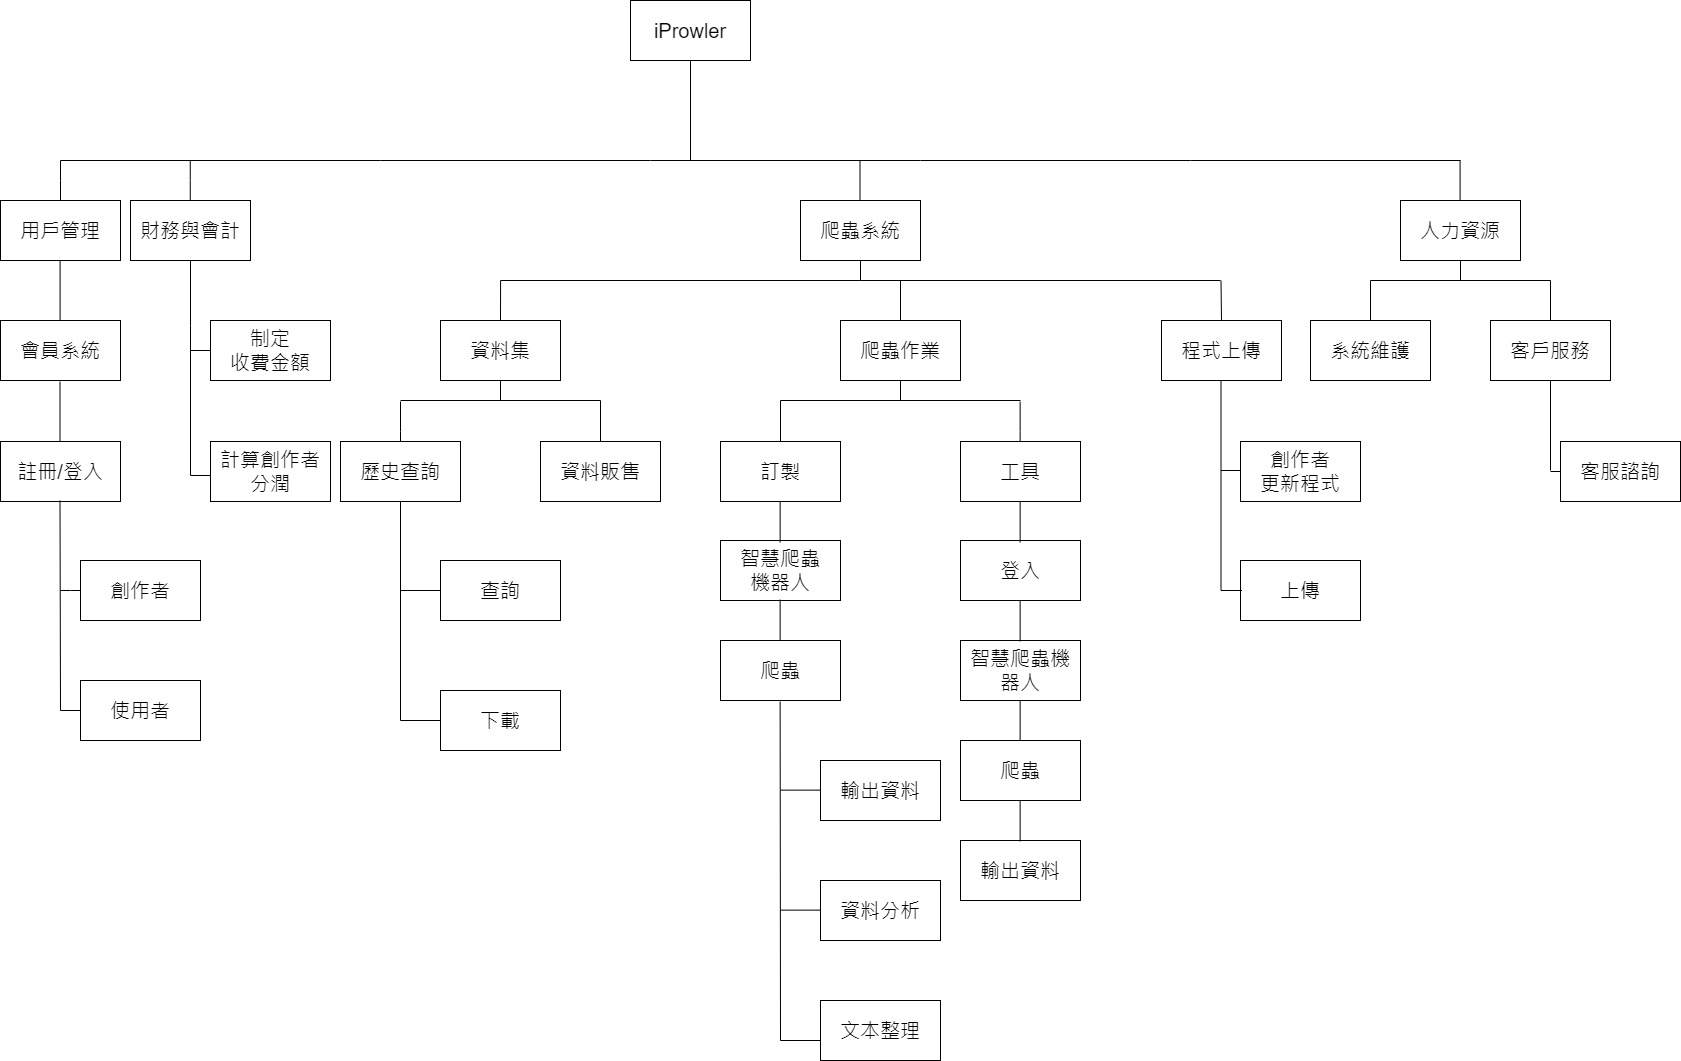 iProwler
用戶管理
財務與會計
爬蟲系統
人力資源
會員系統
制定
收費金額
資料集
爬蟲作業
程式上傳
系統維護
客戶服務
註冊/登入
計算創作者
分潤
歷史查詢
資料販售
訂製
工具
創作者
更新程式
客服諮詢
創作者
查詢
智慧爬蟲
機器人
登入
上傳
使用者
下載
爬蟲
智慧爬蟲機
器人
輸出資料
爬蟲
資料分析
輸出資料
文本整理